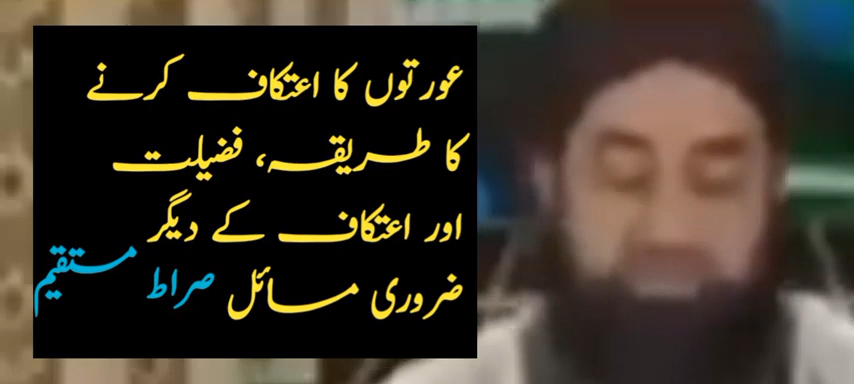 عورتوں کا اعتکاف کرنے
کا طریقہ، فضیلت
اور اعتکاف کے دیگر
ضروری مسائل صراط مستقیم